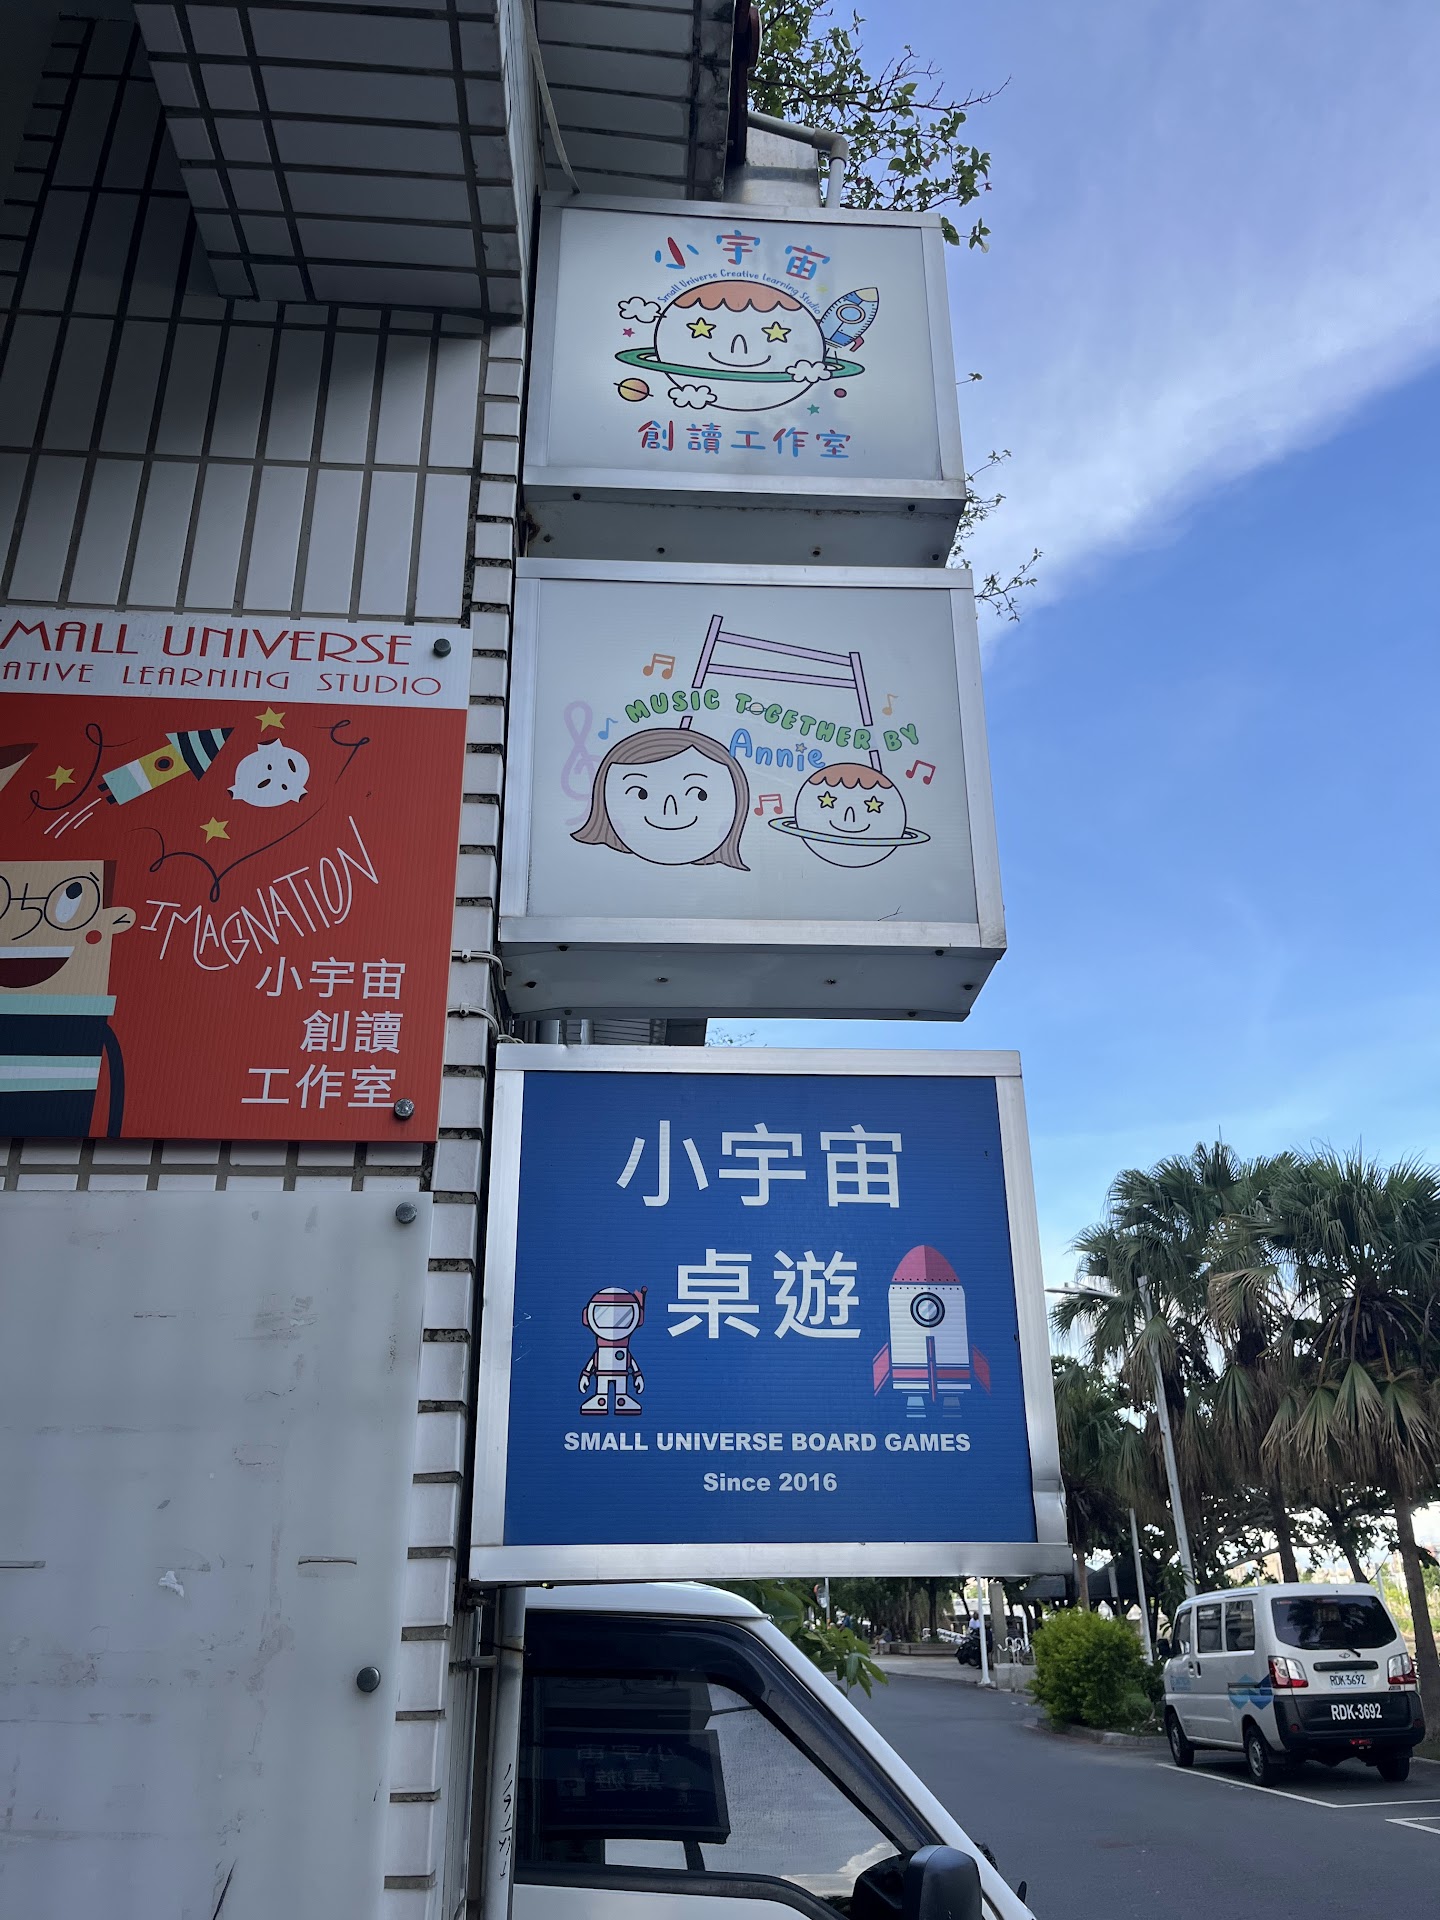 小宇宙
Small Universe Creative Learning Studio
創讀工作室
MUSIC TOGETHER BY
Annie
MALL UNIVERSE
ATIVE LEARNING STUDIO
IMAGINATION
小宇宙
創讀
工作室
小宇宙
桌遊
SMALL UNIVERSE BOARD GAMES
Since 2016
RDK-3692
RDK-3692